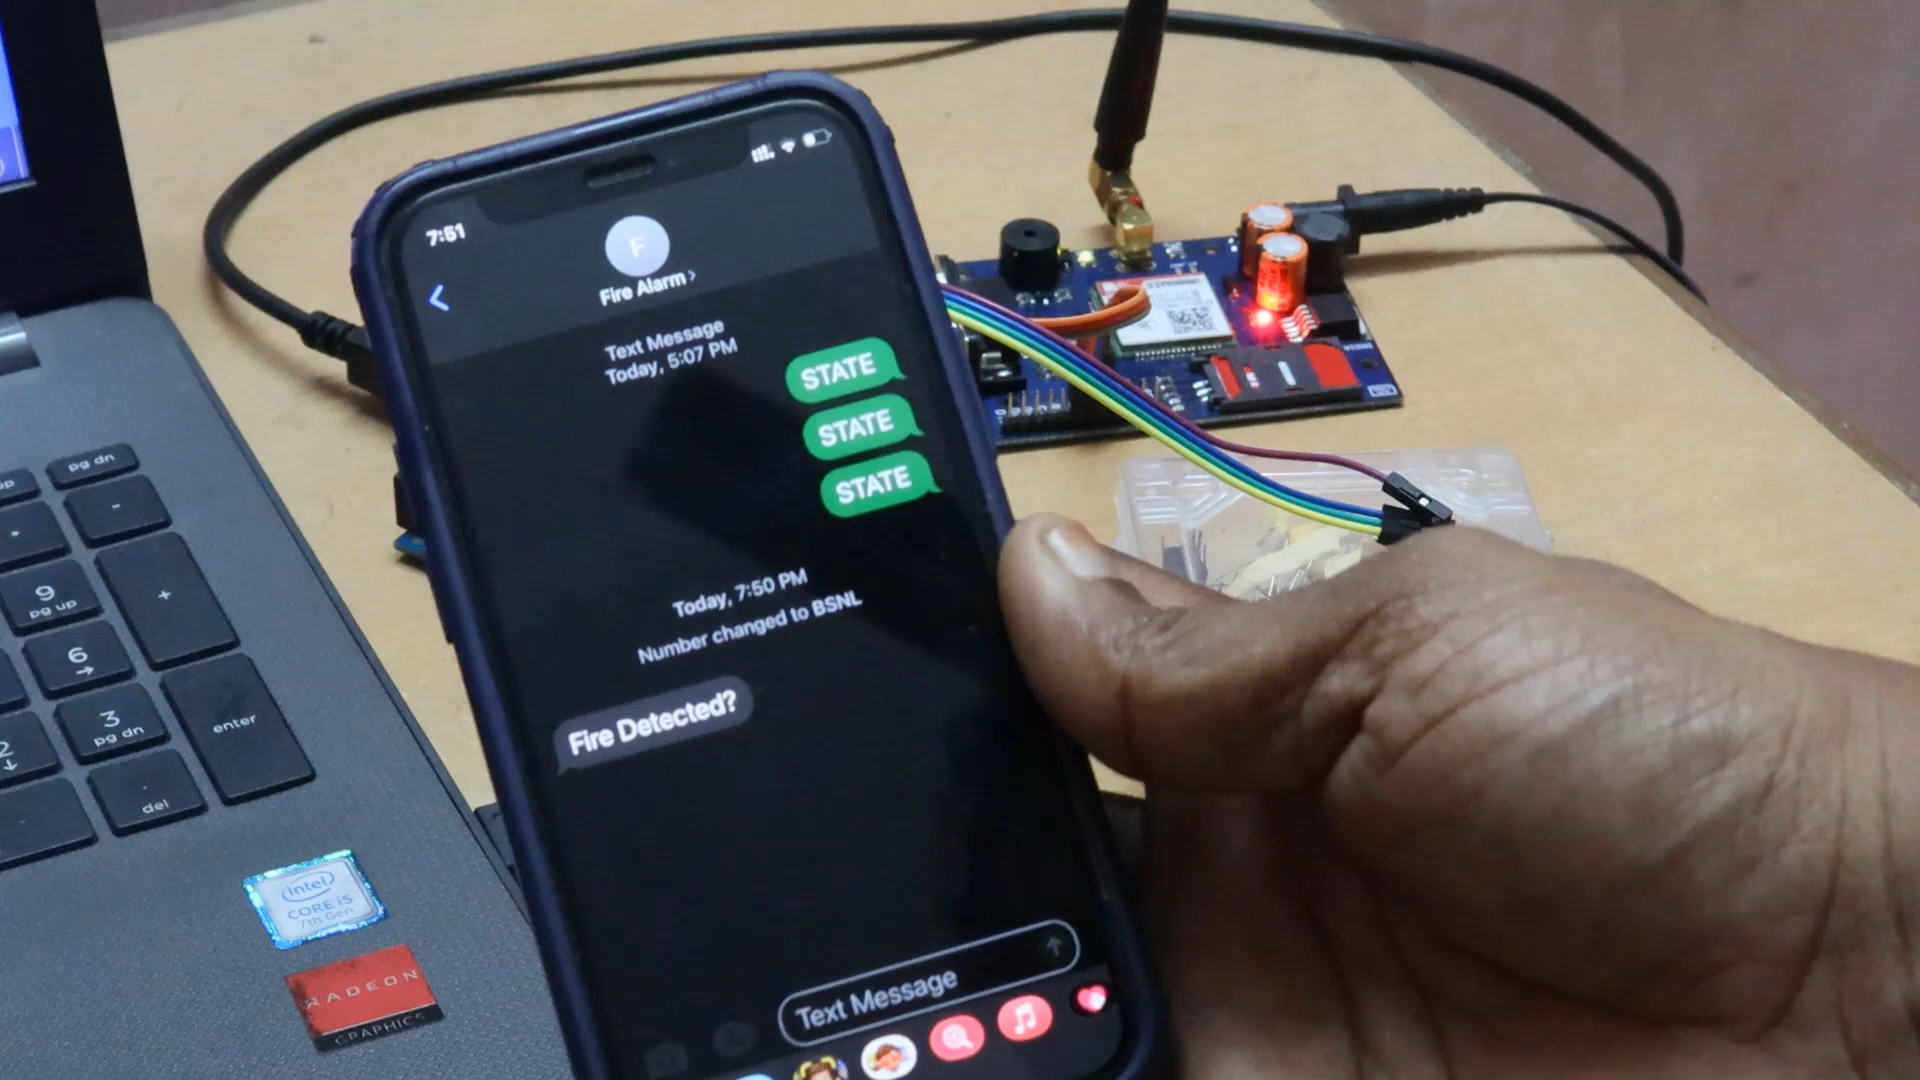 7:51
F
Fire Alarm
Text Message
Today, 5:07 PM
STATE
STATE
STATE
Today, 7:50 PM
Number changed to BSNL
Fire Detected?
Text Message
pg dn
-
9
pg up
+
6
3
pg dn
enter
2
del
intel
CORE i5
7th Gen
RADEON
GRAPHICS